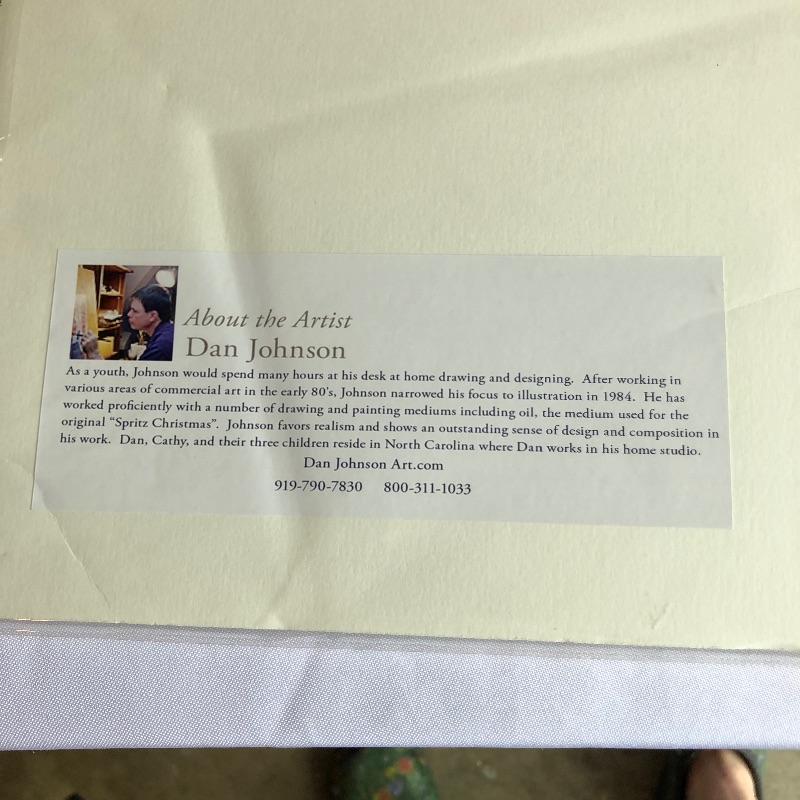 About the Artist
Dan Johnson
As a youth, Johnson would spend many hours at his desk at home drawing and designing. After working in
various areas of commercial art in the early 80's, Johnson narrowed his focus to illustration in 1984. He has
worked proficiently with a number of drawing and painting mediums including oil, the medium used for the
original "Spritz Christmas". Johnson favors realism and shows an outstanding sense of design and composition in
his work. Dan, Cathy, and their three children reside in North Carolina where Dan works in his home studio.
Dan Johnson Art.com
919-790-7830 800-311-1033